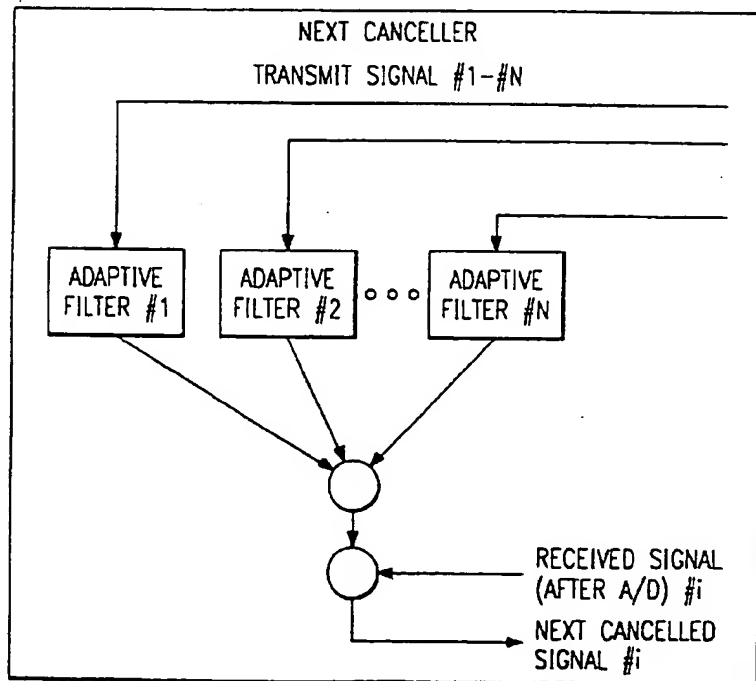 NEXT CANCELLER
TRANSMIT SIGNAL #1-#N
ADAPTIVE
FILTER #1
ADAPTIVE
FILTER #2
ADAPTIVE
FILTER #N
RECEIVED SIGNAL
(AFTER A/D) #i
NEXT CANCELLED
SIGNAL #i